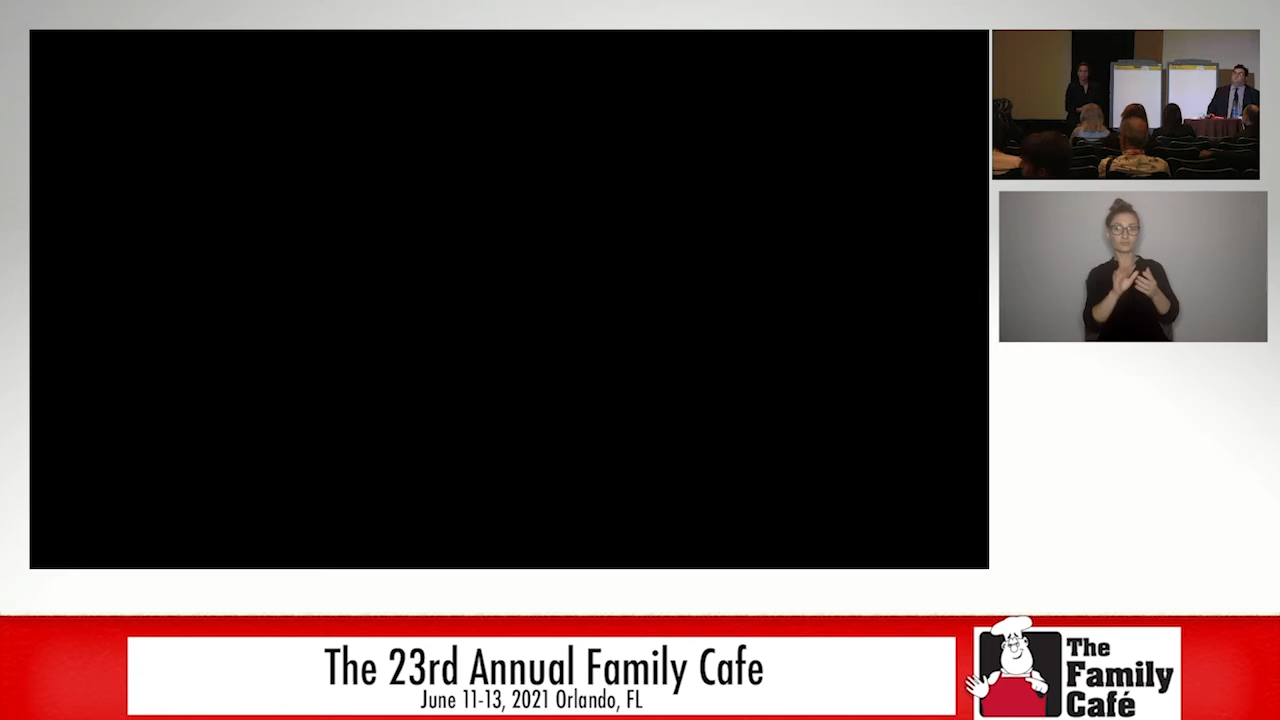 The 23rd Annual Family Cafe
June 11-13, 2021 Orlando, FL
The
Family
Café